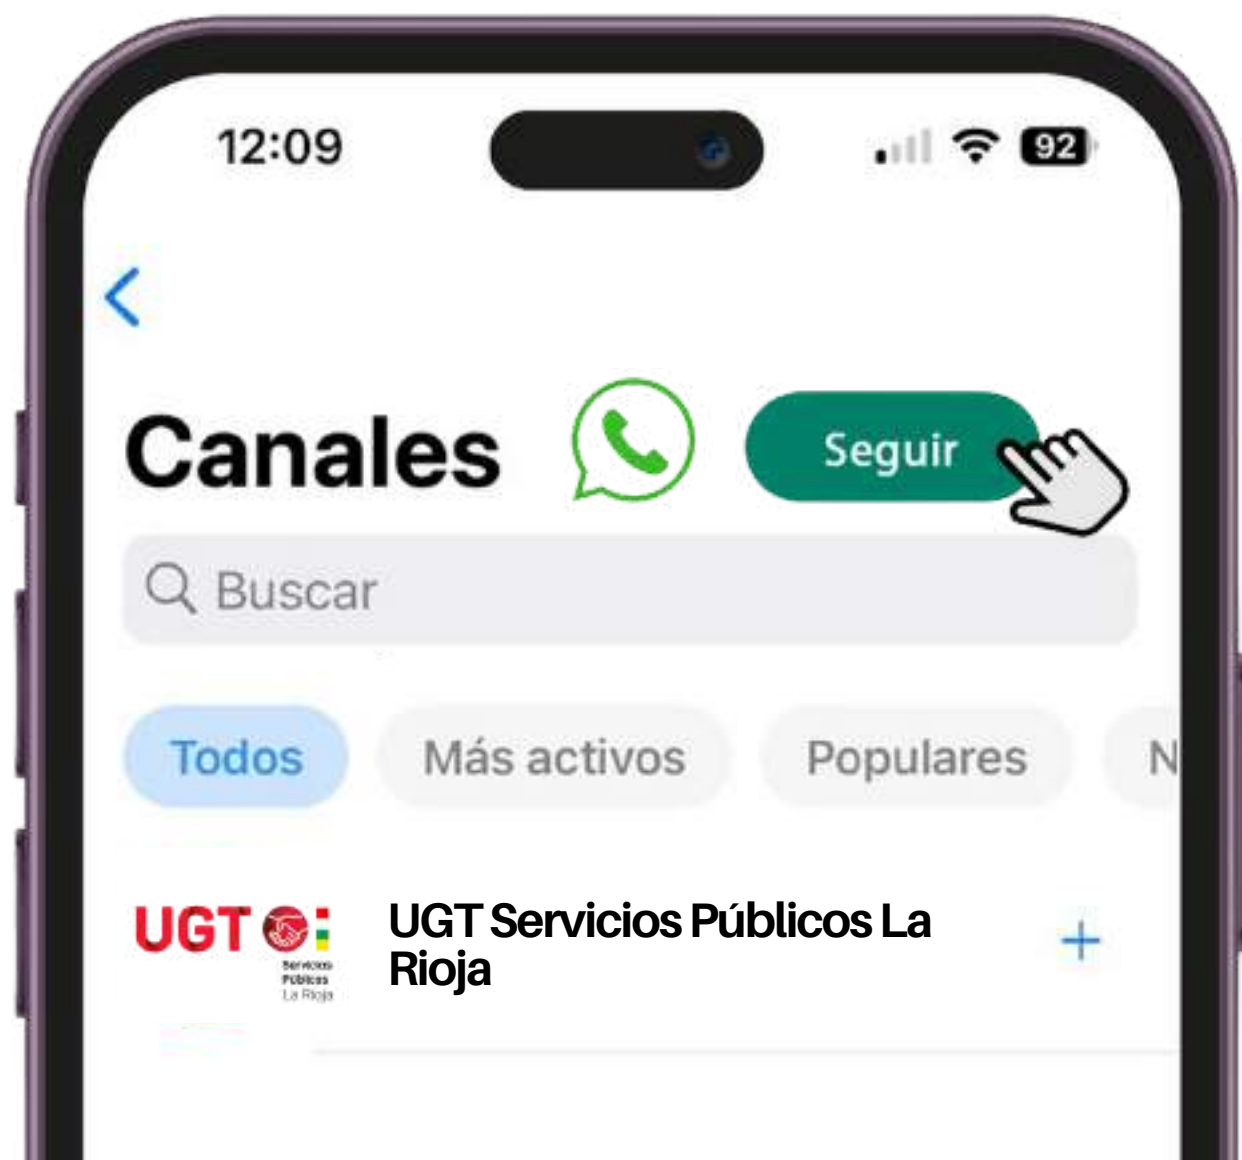 12:09
92
Canales
Seguir
Buscar
Todos
Más activos
Populares
N
UGT
Servicios
Públicos
La Rioja
UGT Servicios Públicos La
Rioja